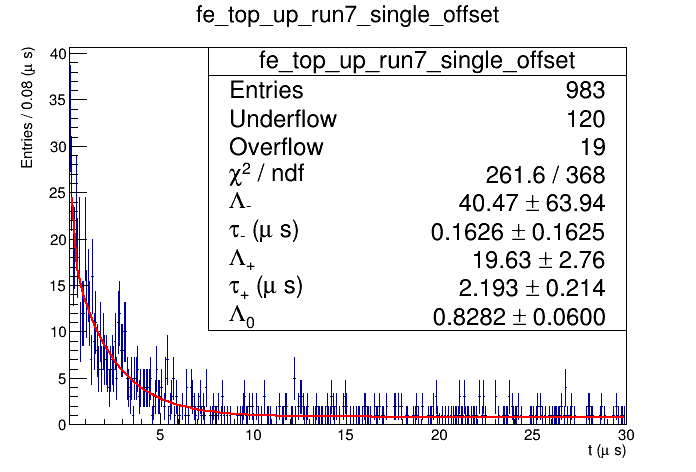 fe_top_up_run7_single_offset
Entries / 0.08 (μ s)
fe_top_up_run7_single_offset
Entries 983
Underflow 120
Overflow 19
χ² / ndf 261.6 / 368
Λ₋ 40.47 ± 63.94
τ₋ (μ s) 0.1626 ± 0.1625
Λ₊ 19.63 ± 2.76
τ₊ (μ s) 2.193 ± 0.214
Λ₀ 0.8282 ± 0.0600
40
35
30
25
20
15
10
5
0
5 10 15 20 25 30
t (μ s)